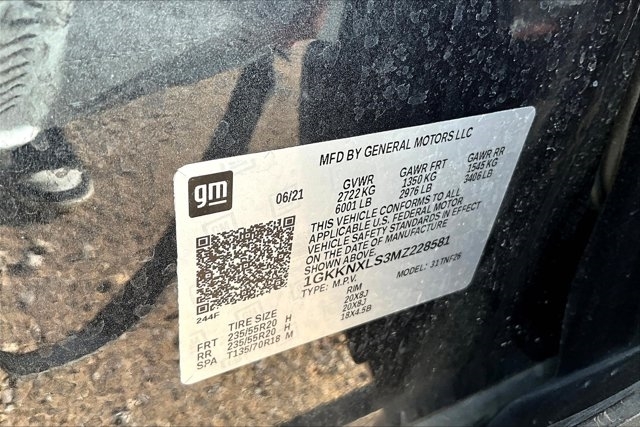 MFD BY GENERAL MOTORS LLC
gm
06/21
GVWR GAWR FRT GAWR RR
2722 KG 1350 KG 1545 KG
6001 LB 2976 LB 3406 LB
THIS VEHICLE CONFORMS TO ALL
APPLICABLE U.S. FEDERAL MOTOR
VEHICLE SAFETY STANDARDS IN EFFECT
ON THE DATE OF MANUFACTURE
SHOWN ABOVE.
1GKKNXLS3MZ228581
TYPE: M.P.V. MODEL: 31TNF26
244F
TIRE SIZE RIM
FRT 235/55R20 H 20X8J
RR 235/55R20 H 20X8J
SPA T135/70R18 M 18X4.5B